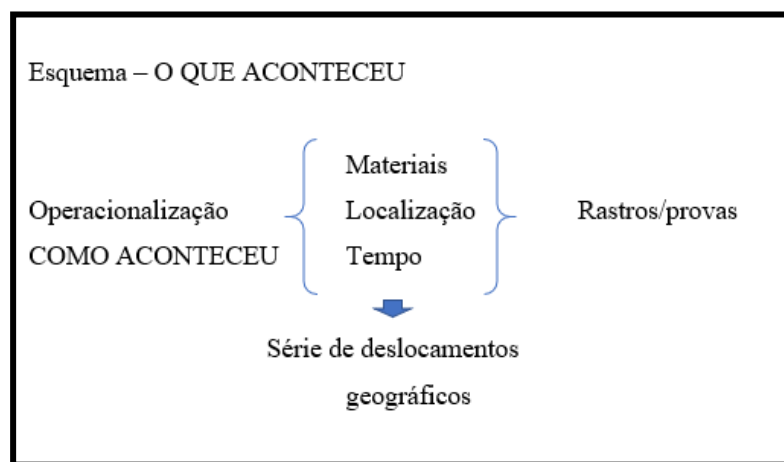 Esquema – O QUE ACONTECEU
Materiais
Operacionalização Localização Rastros/provas
COMO ACONTECEU Tempo
Série de deslocamentos
geográficos